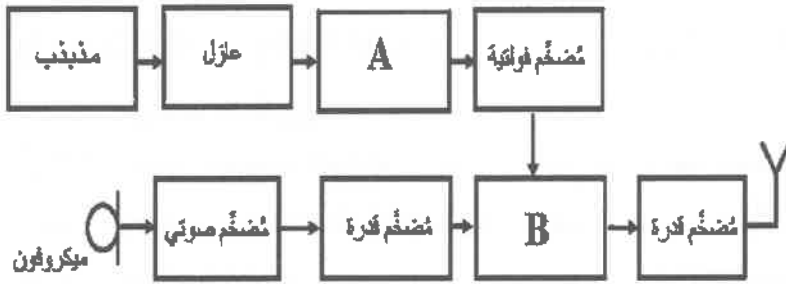 مذبذب
عازل
A
مُضخِّم فولتية
ميكروفون
مُضخِّم صوتي
مُضخِّم قدرة
B
مُضخِّم قدرة